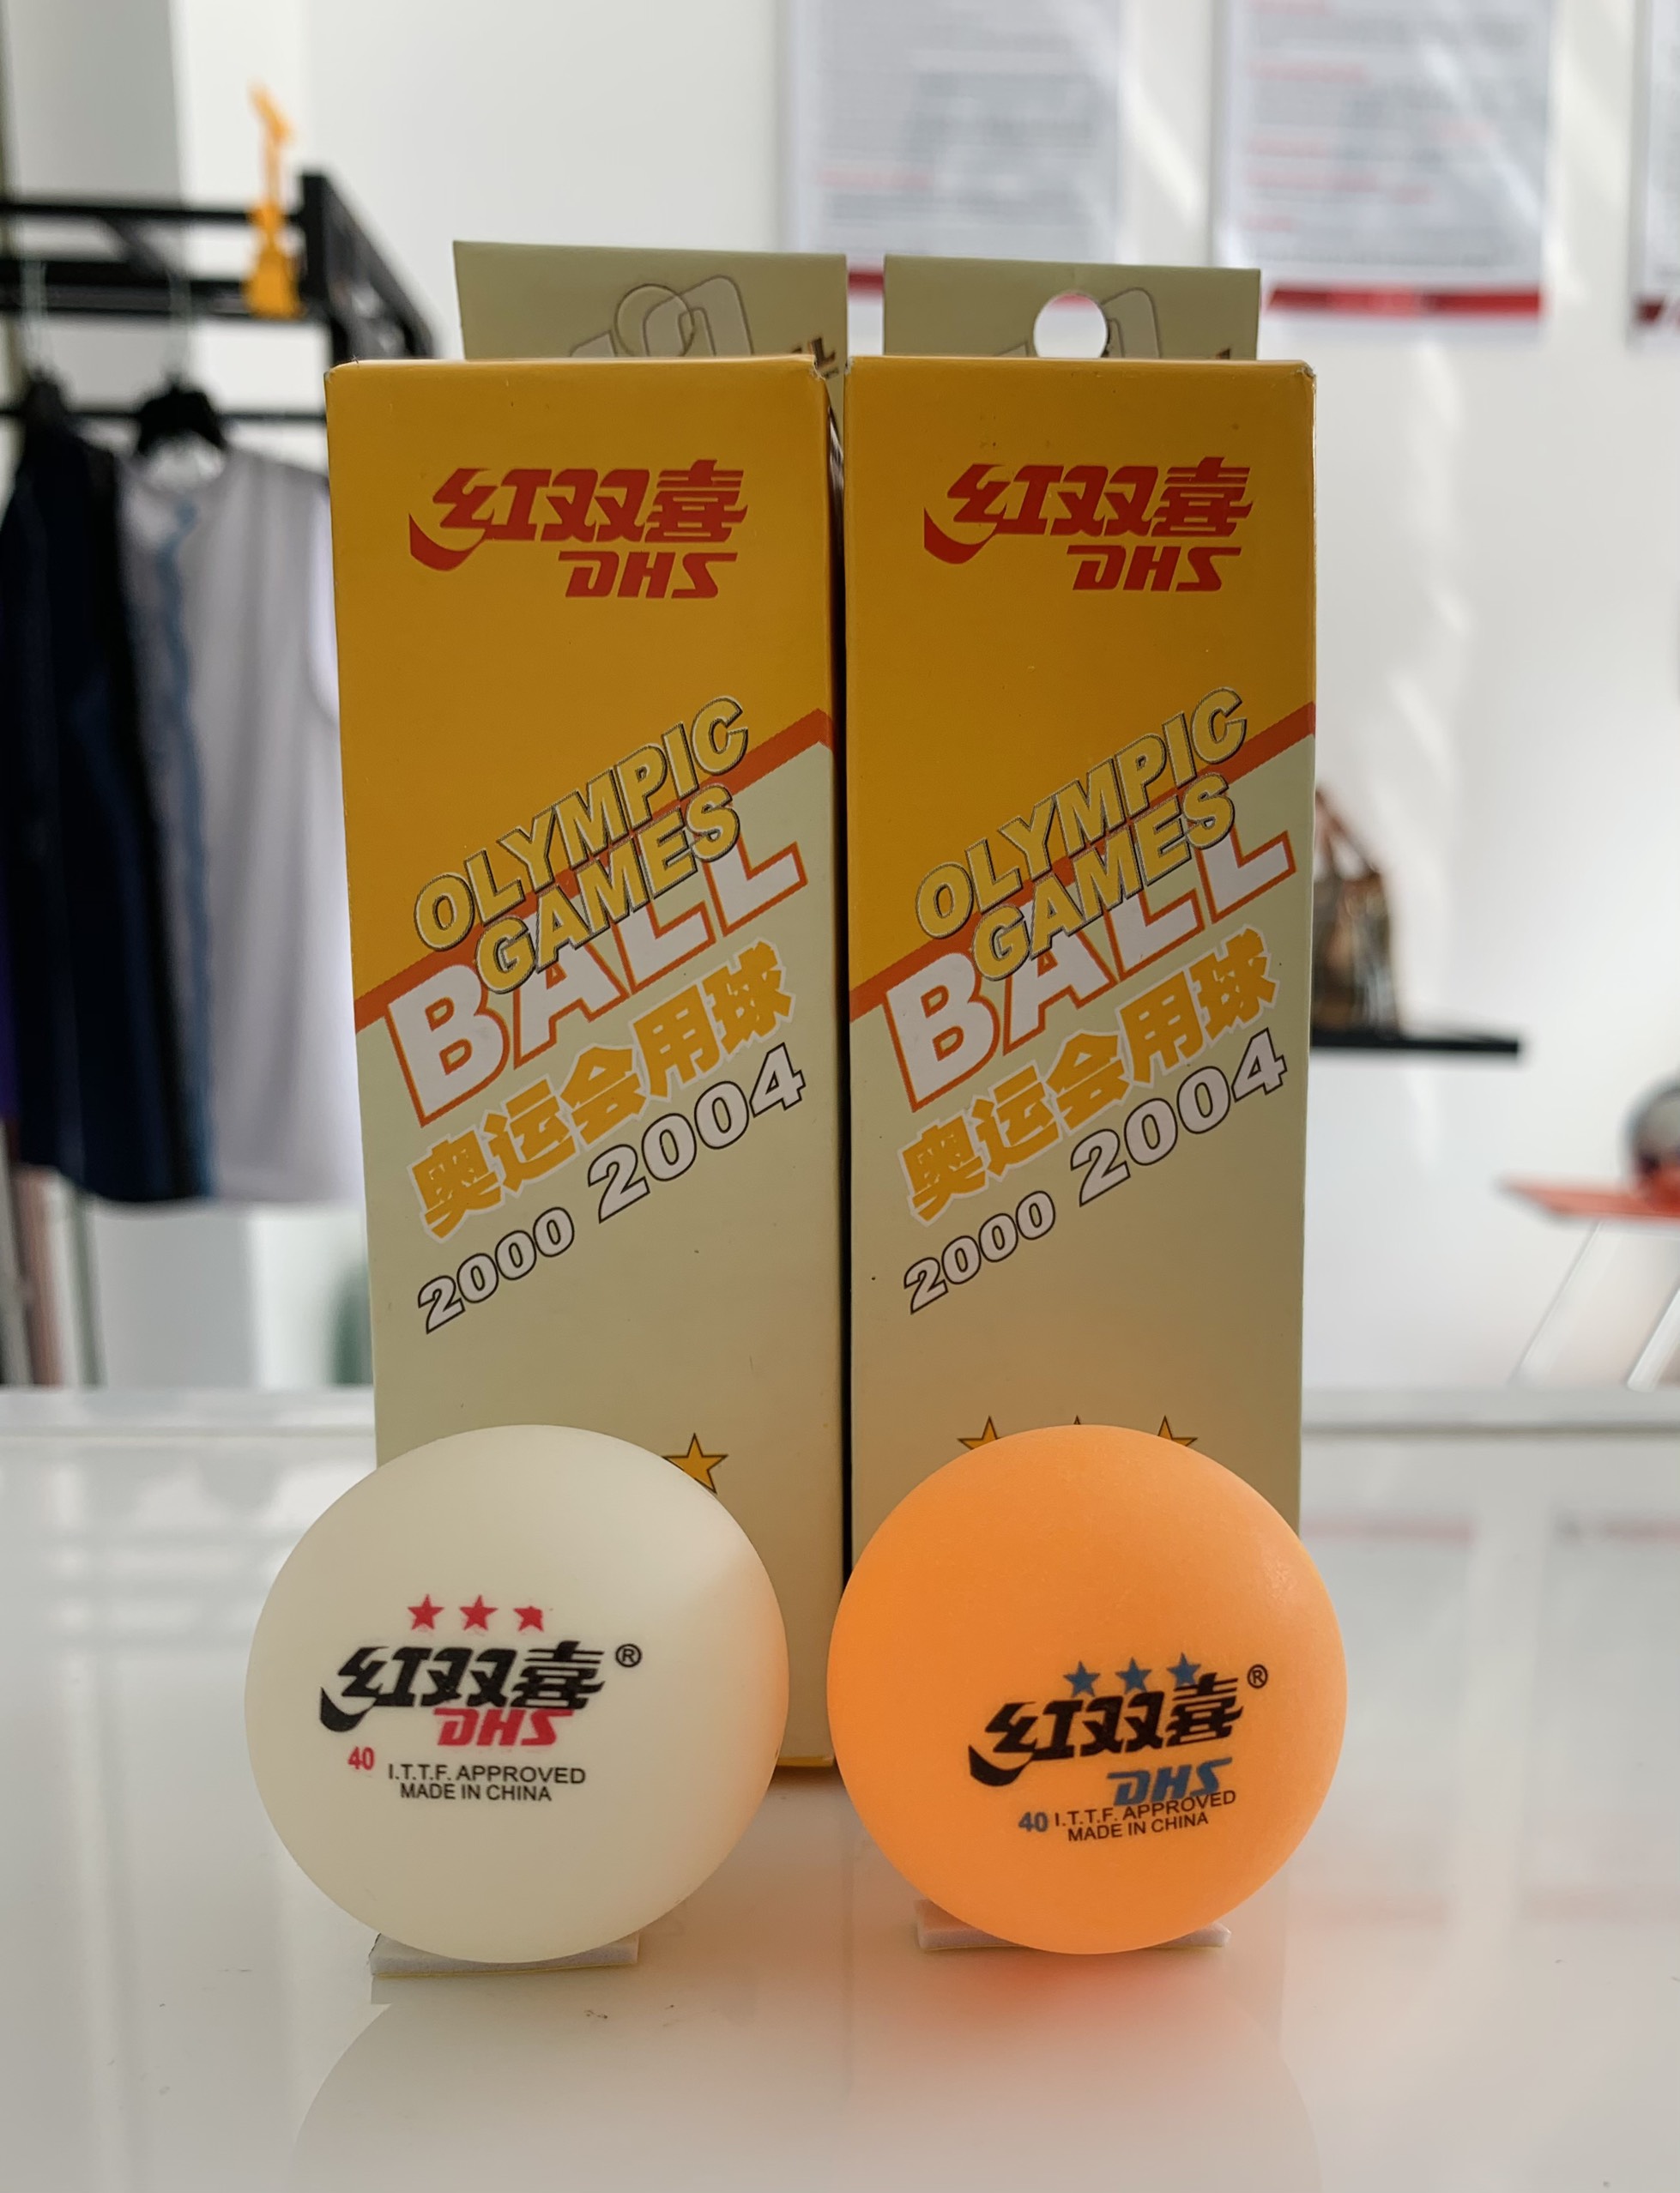 红双喜
DHS
OLYMPIC
GAMES
BALL
奥运会用球
2000 2004
红双喜
DHS
OLYMPIC
GAMES
BALL
奥运会用球
2000 2004
红双喜®
DHS
40 I.T.T.F. APPROVED
MADE IN CHINA
红双喜®
DHS
40 I.T.T.F. APPROVED
MADE IN CHINA